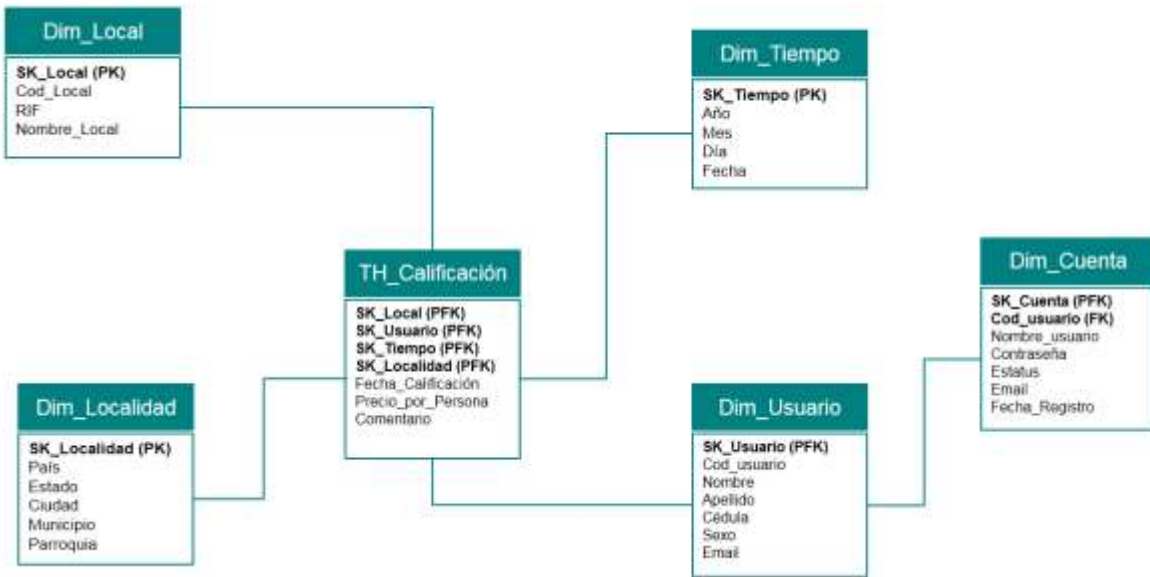 Dim_Local
SK_Local (PK)
Cod_Local
RIF
Nombre_Local
Dim_Tiempo
SK_Tiempo (PK)
Año
Mes
Día
Fecha
TH_Calificación
SK_Local (PFK)
SK_Usuario (PFK)
SK_Tiempo (PFK)
SK_Localidad (PFK)
Fecha_Calificación
Precio_por_Persona
Comentario
Dim_Cuenta
SK_Cuenta (PFK)
Cod_usuario (FK)
Nombre_usuario
Contraseña
Estatus
Email
Fecha_Registro
Dim_Localidad
SK_Localidad (PK)
País
Estado
Ciudad
Municipio
Parroquia
Dim_Usuario
SK_Usuario (PFK)
Cod_usuario
Nombre
Apellido
Cédula
Sexo
Email